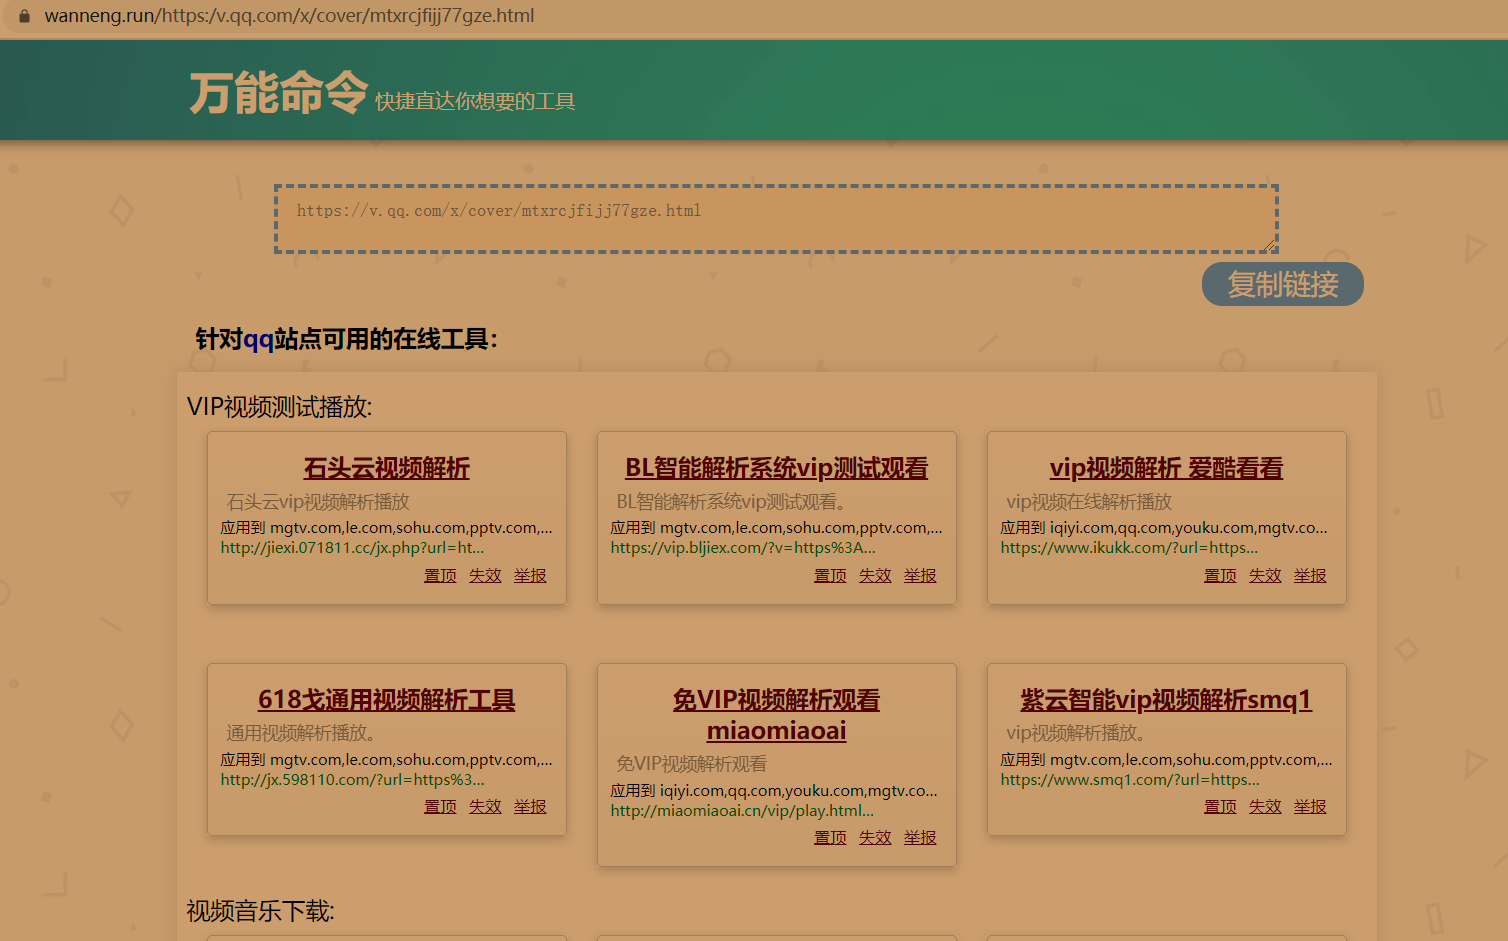 wanneng.run/https:/v.qq.com/x/cover/mtxrcjfijj77gze.html
万能命令 快捷直达你想要的工具
https://v.qq.com/x/cover/mtxrcjfijj77gze.html
复制链接
针对qq站点可用的在线工具：
VIP视频测试播放:
石头云视频解析
石头云vip视频解析播放
应用到 mgtv.com,le.com,sohu.com,pptv.com,...
http://jiexi.071811.cc/jx.php?url=ht...
置顶 失效 举报
BL智能解析系统vip测试观看
BL智能解析系统vip测试观看。
应用到 mgtv.com,le.com,sohu.com,pptv.com,...
https://vip.bljiex.com/?v=https%3A...
置顶 失效 举报
vip视频解析 爱酷看看
vip视频在线解析播放
应用到 iqiyi.com,qq.com,youku.com,mgtv.co...
https://www.ikukk.com/?url=https...
置顶 失效 举报
618戈通用视频解析工具
通用视频解析播放。
应用到 mgtv.com,le.com,sohu.com,pptv.com,...
http://jx.598110.com/?url=https%3...
置顶 失效 举报
免VIP视频解析观看
miaomiaoai
免VIP视频解析观看
应用到 iqiyi.com,qq.com,youku.com,mgtv.co...
http://miaomiaoai.cn/vip/play.html...
置顶 失效 举报
紫云智能vip视频解析smq1
vip视频解析播放。
应用到 mgtv.com,le.com,sohu.com,pptv.com,...
https://www.smq1.com/?url=https...
置顶 失效 举报
视频音乐下载: